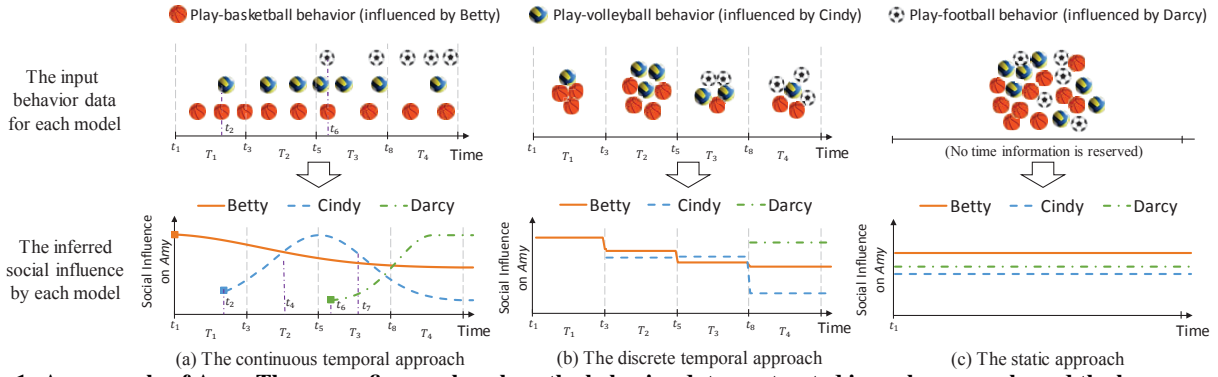 Play-basketball behavior (influenced by Betty) Play-volleyball behavior (influenced by Cindy) Play-football behavior (influenced by Darcy)
The input
behavior data
for each model
t2 t6
t1 T1 t3 T2 t5 T3 t8 T4 Time
t1 T1 t3 T2 t5 T3 t8 T4 Time
(No time information is reserved)
The inferred
social influence
by each model
Social Influence
on Amy
Betty Cindy Darcy
t2 t4 t6 t7
t1 T1 t3 T2 t5 T3 t8 T4 Time
(a) The continuous temporal approach
Social Influence
on Amy
Betty Cindy Darcy
t1 T1 t3 T2 t5 T3 t8 T4 Time
(b) The discrete temporal approach
Social Influence
on Amy
Betty Cindy Darcy
t1 Time
(c) The static approach